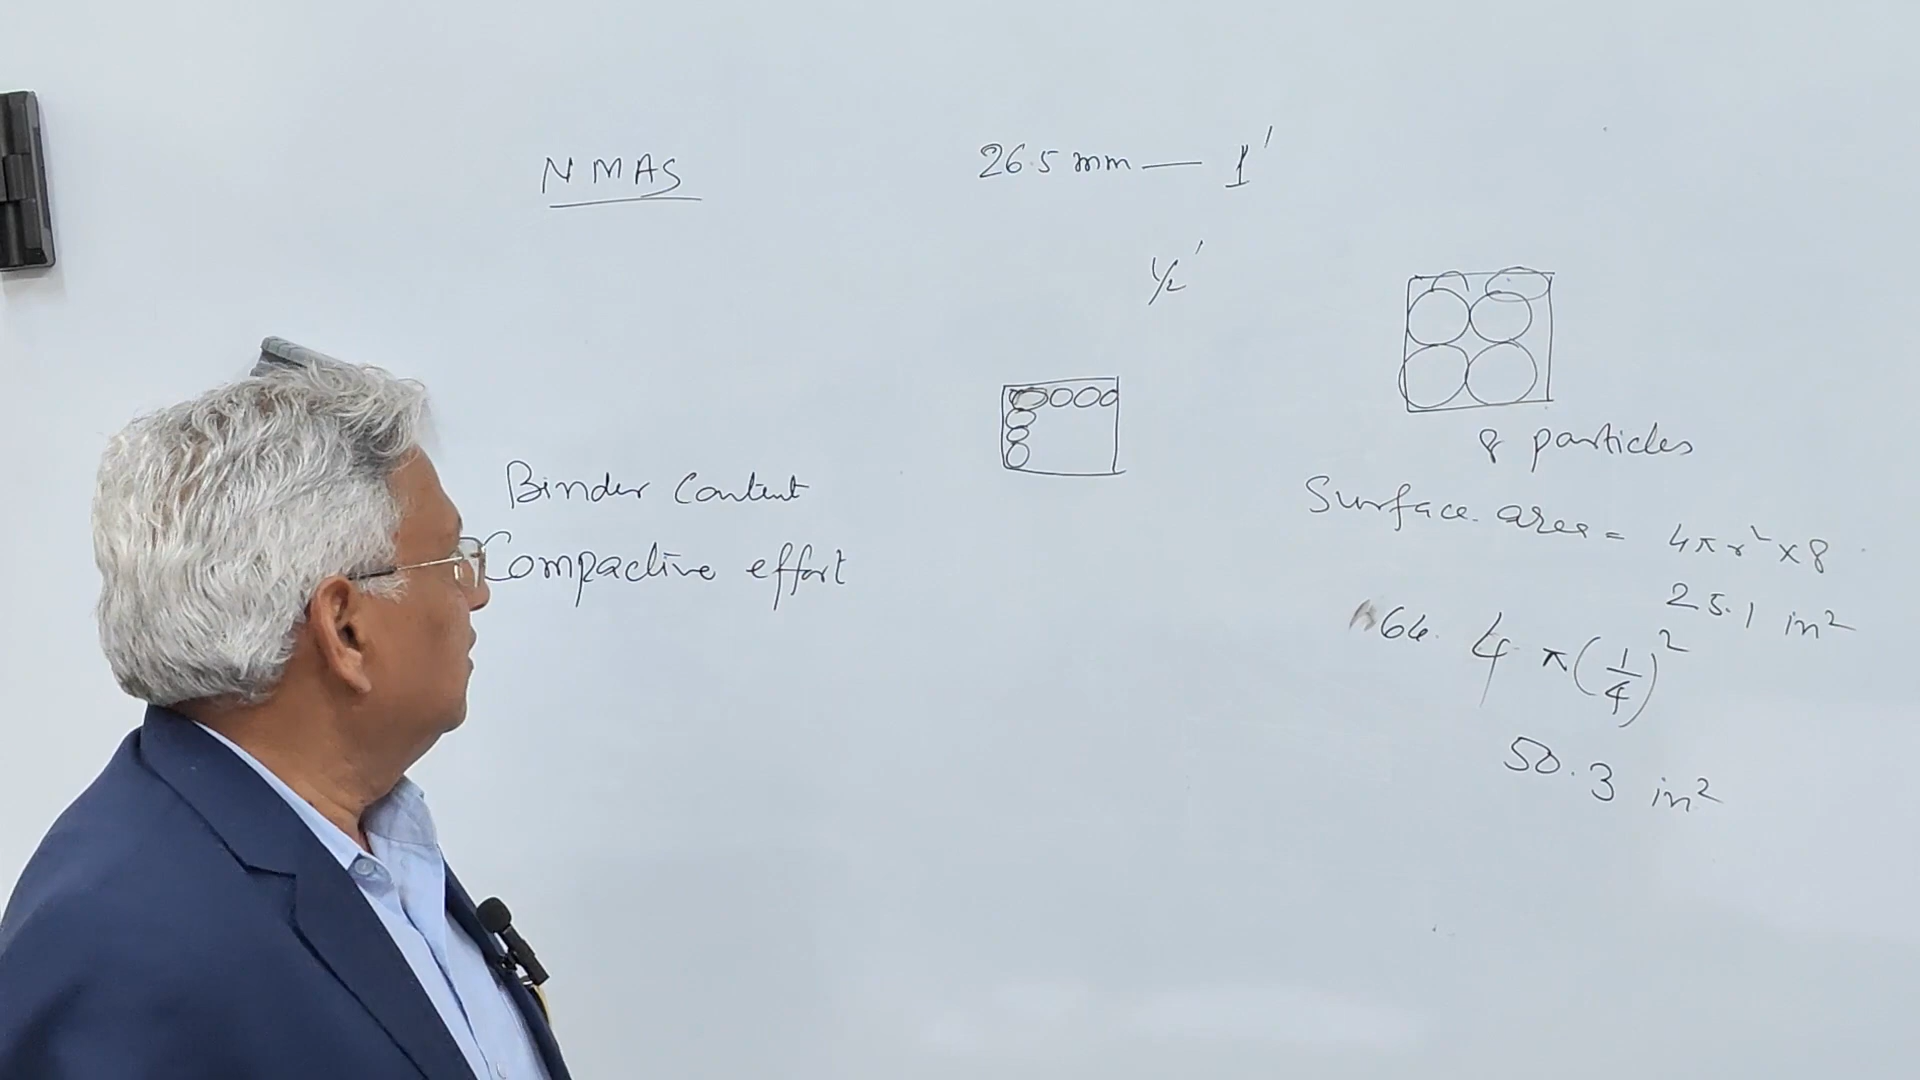 NMAS
26.5 mm — 1'
1/2'
8 particles
Binder Content
Surface area = 4πr² × 8
Compactive effort
25.1 in²
64. 4 π(1/4)²
50.3 in²